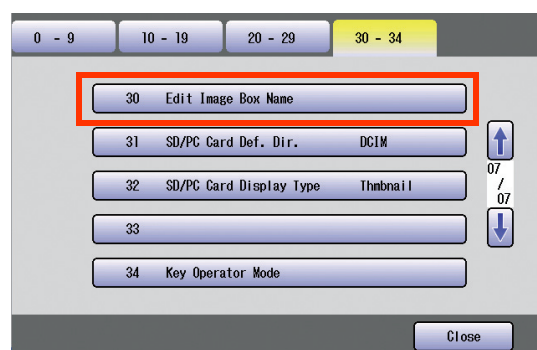 0 - 9 10 - 19 20 - 29 30 - 34
30 Edit Image Box Name
31 SD/PC Card Def. Dir. DCIM
32 SD/PC Card Display Type Thmbnail
33
34 Key Operator Mode
07
/
07
Close